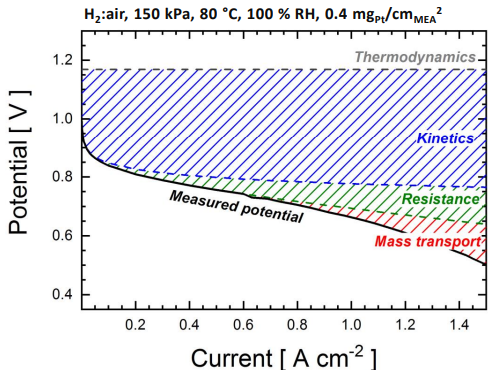 H₂:air, 150 kPa, 80 °C, 100 % RH, 0.4 mg_Pt/cm_MEA²
Thermodynamics
Kinetics
Resistance
Mass transport
Measured potential
Potential [ V ]
1.2
1.0
0.8
0.6
0.4
0.2 0.4 0.6 0.8 1.0 1.2 1.4
Current [ A cm⁻² ]